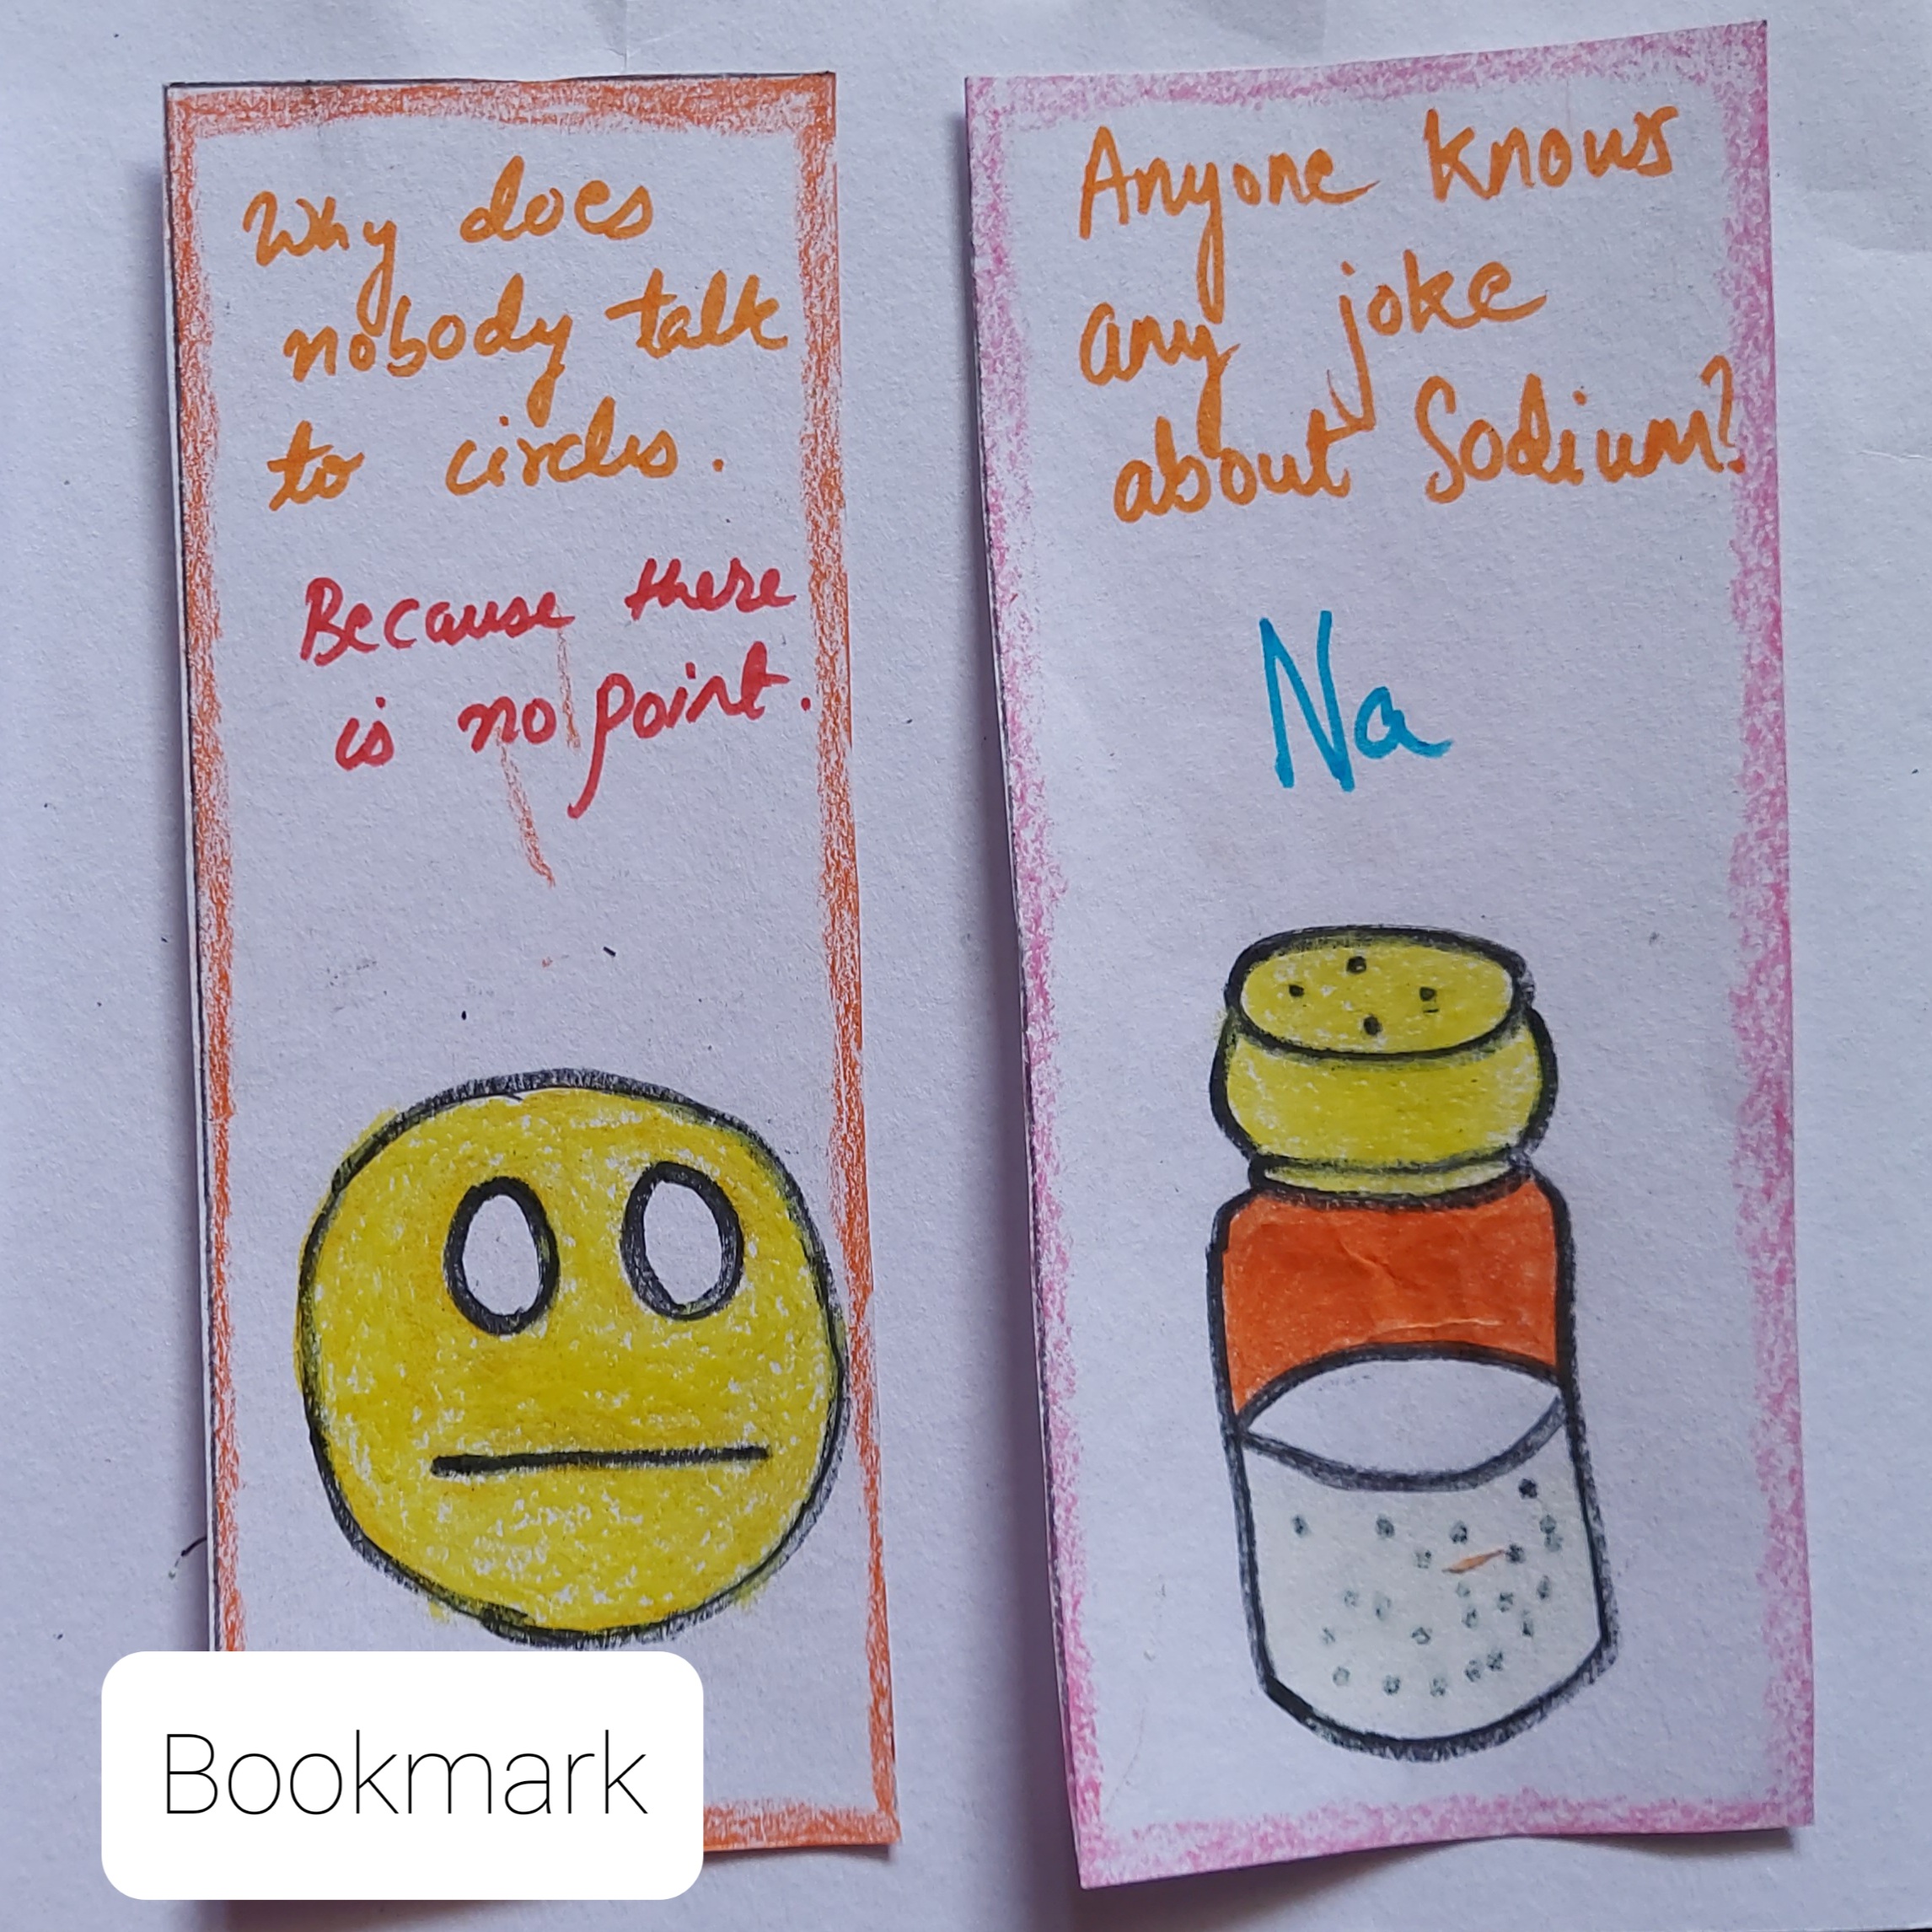 Why does
nobody talk
to circles.
Because there
is no point.
Anyone knows
any joke
about Sodium?
Na
Bookmark